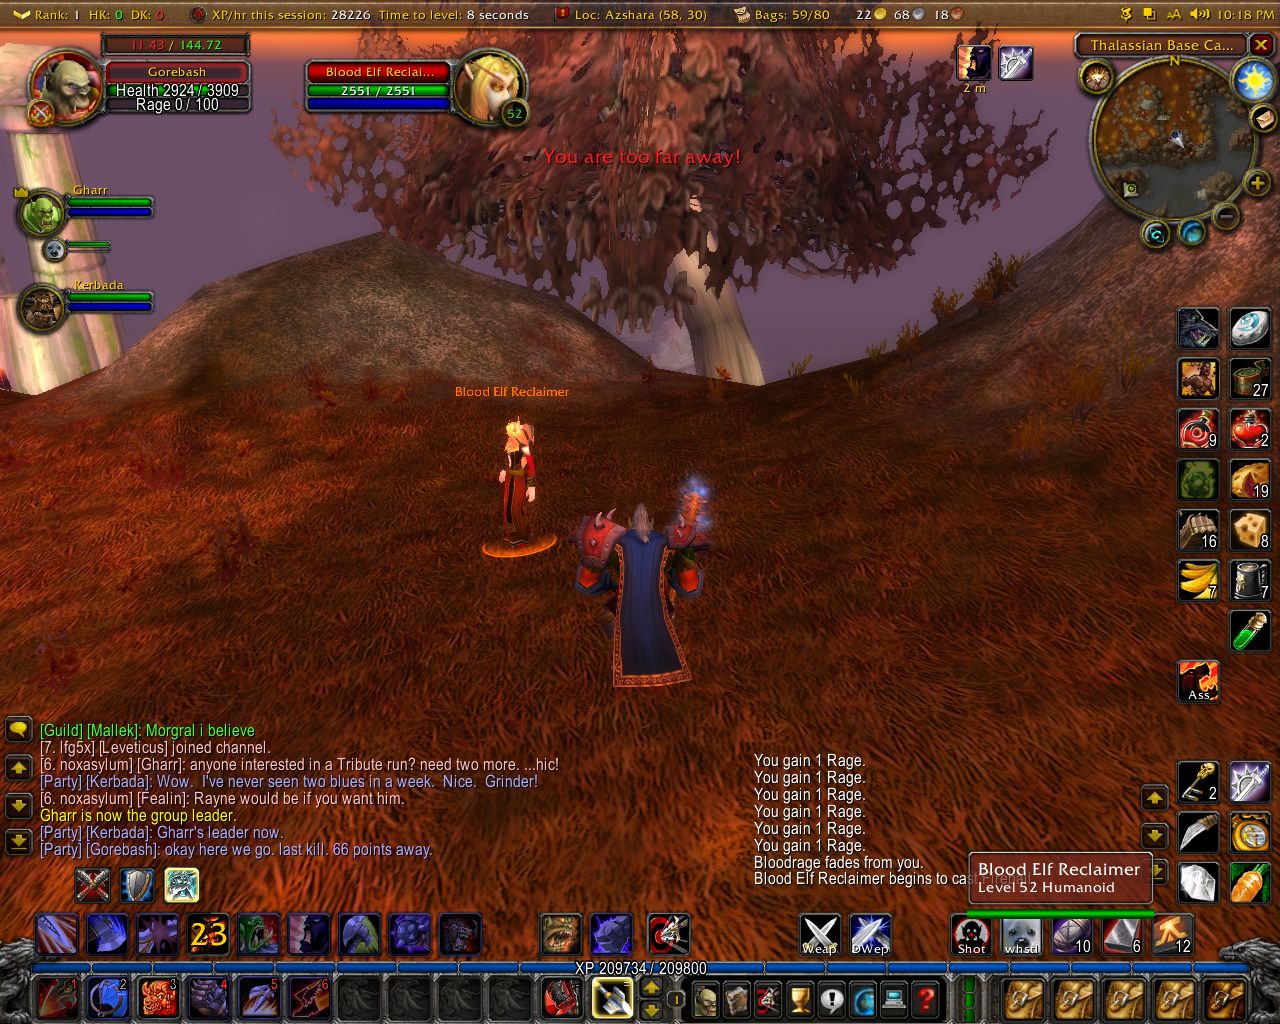 Rank: 1 HK: 0 DK: 0 XP/hr this session: 28226 Time to level: 8 seconds Loc: Azshara (58, 30) Bags: 59/80 22 68 18 10:18 PM
11.43 / 144.72
Gorebash
Health 2924 / 3909
Rage 0 / 100
Blood Elf Reclai...
2551 / 2551
52
2 m
Thalassian Base Ca...
N
You are too far away!
Gharr
Kerbada
Blood Elf Reclaimer
27
9
2
19
16
8
7
7
Ass
[Guild] [Mallek]: Morgral i believe
[7. lfg5x] [Leveticus] joined channel.
[6. noxasylum] [Gharr]: anyone interested in a Tribute run? need two more. ...hic!
[Party] [Kerbada]: Wow.  I've never seen two blues in a week.  Nice.  Grinder!
[6. noxasylum] [Fealin]: Rayne would be if you want him.
Gharr is now the group leader.
[Party] [Kerbada]: Gharr's leader now.
[Party] [Gorebash]: okay here we go. last kill. 66 points away.
You gain 1 Rage.
You gain 1 Rage.
You gain 1 Rage.
You gain 1 Rage.
You gain 1 Rage.
You gain 1 Rage.
Bloodrage fades from you.
Blood Elf Reclaimer begins to cast
Blood Elf Reclaimer
Level 52 Humanoid
2
23
Weap
DWep
Shot
whstl
10
6
12
XP 209734 / 209800
1
2
3
4
5
6
1